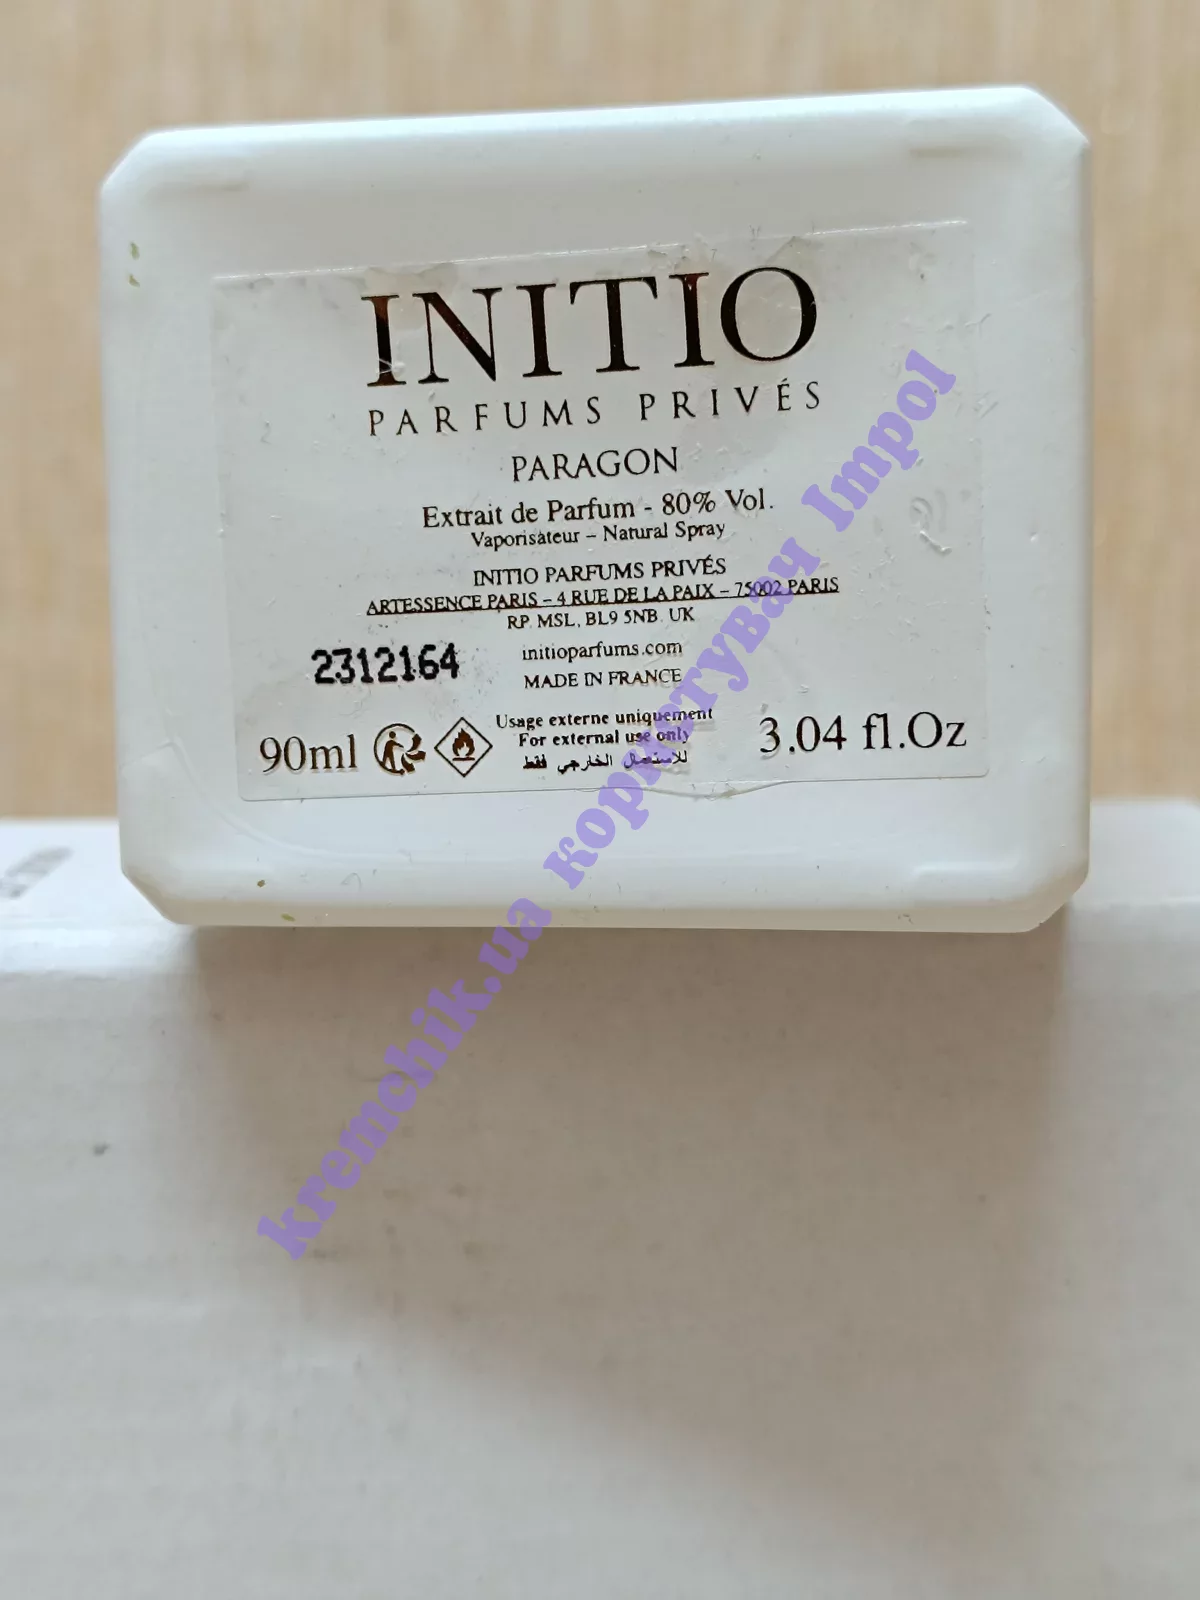 INITIO
PARFUMS PRIVÉS
PARAGON
Extrait de Parfum - 80% Vol.
Vaporisateur – Natural Spray
INITIO PARFUMS PRIVÉS
ARTESSENCE PARIS – 4 RUE DE LA PAIX – 75002 PARIS
RP. MSL, BL9 5NB. UK
2312164
initioparfums.com
MADE IN FRANCE
Usage externe uniquement
For external use only
للاستعمال الخارجي فقط
90ml
3.04 fl.Oz
kremchik.ua користувач Impol